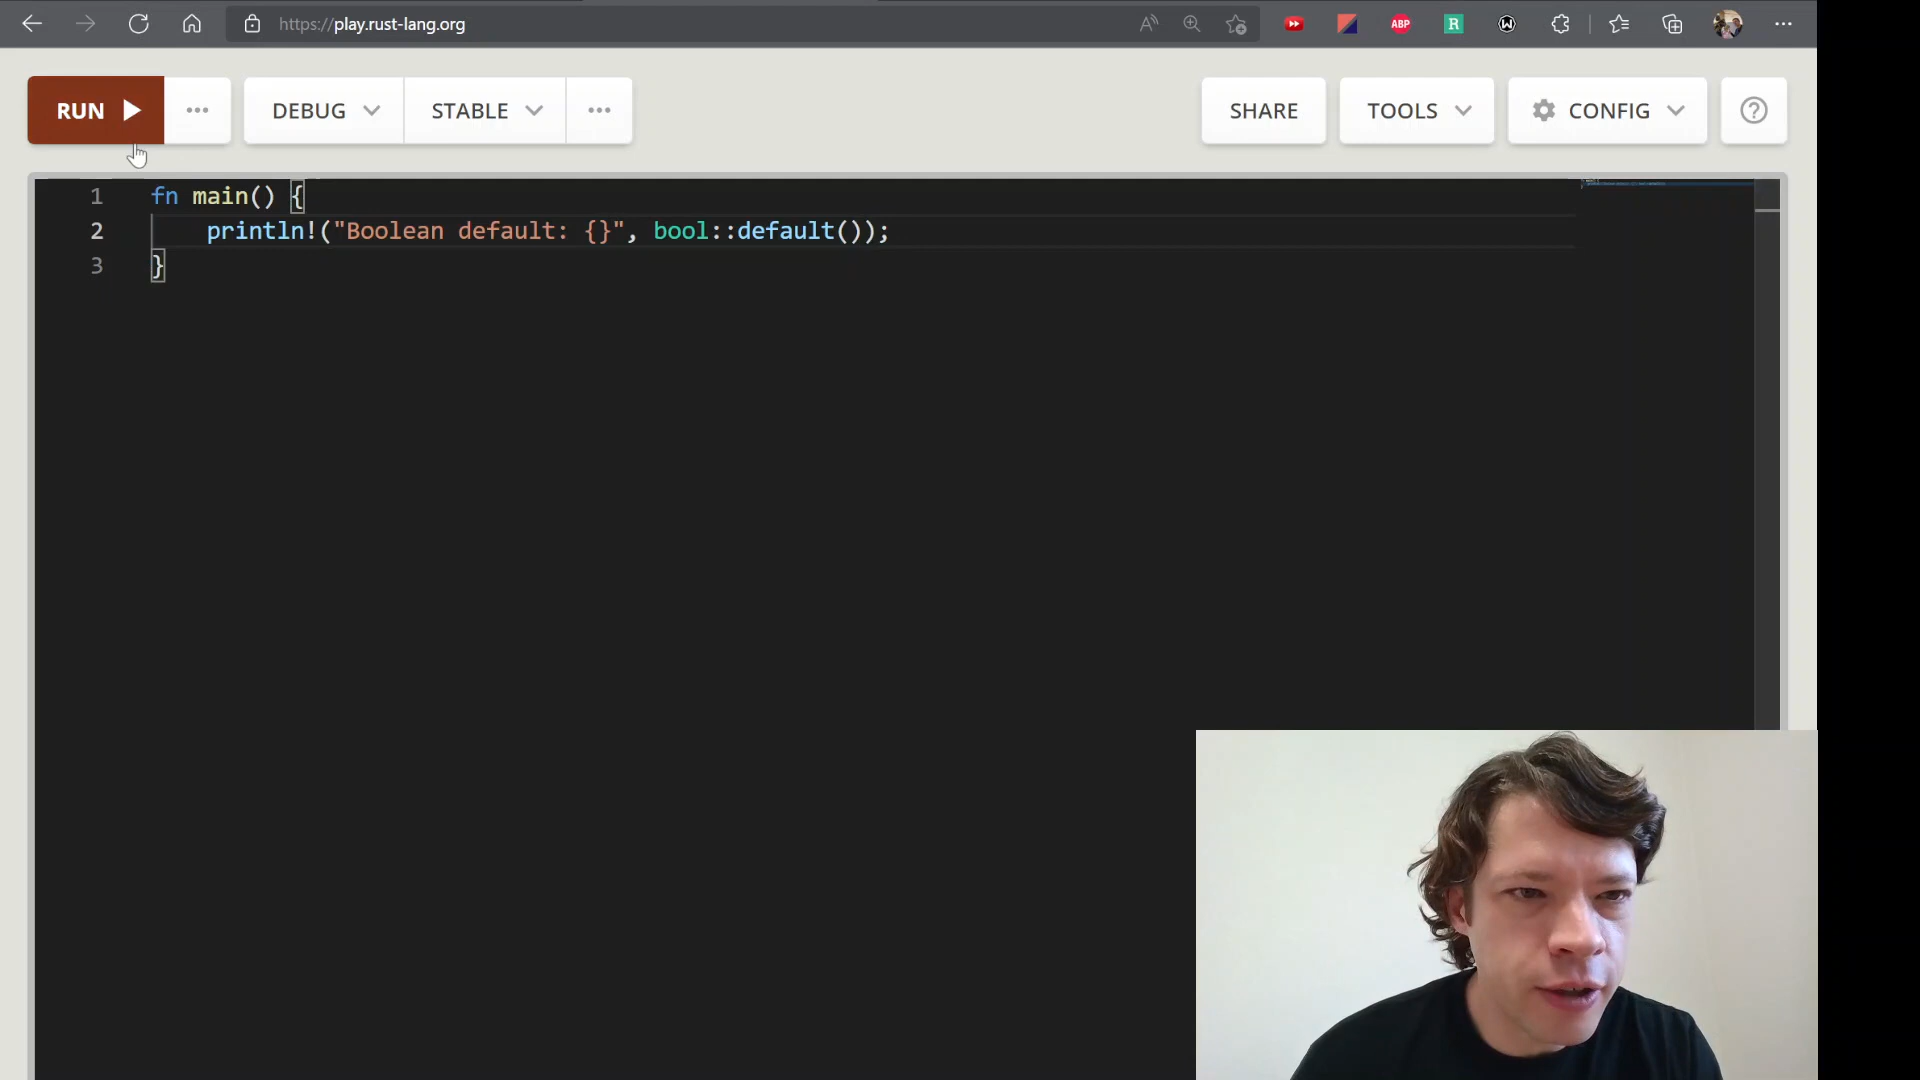 https://play.rust-lang.org
ABP
R
RUN
DEBUG
STABLE
SHARE
TOOLS
CONFIG
1 fn main() {
2 println!("Boolean default: {}", bool::default());
3 }